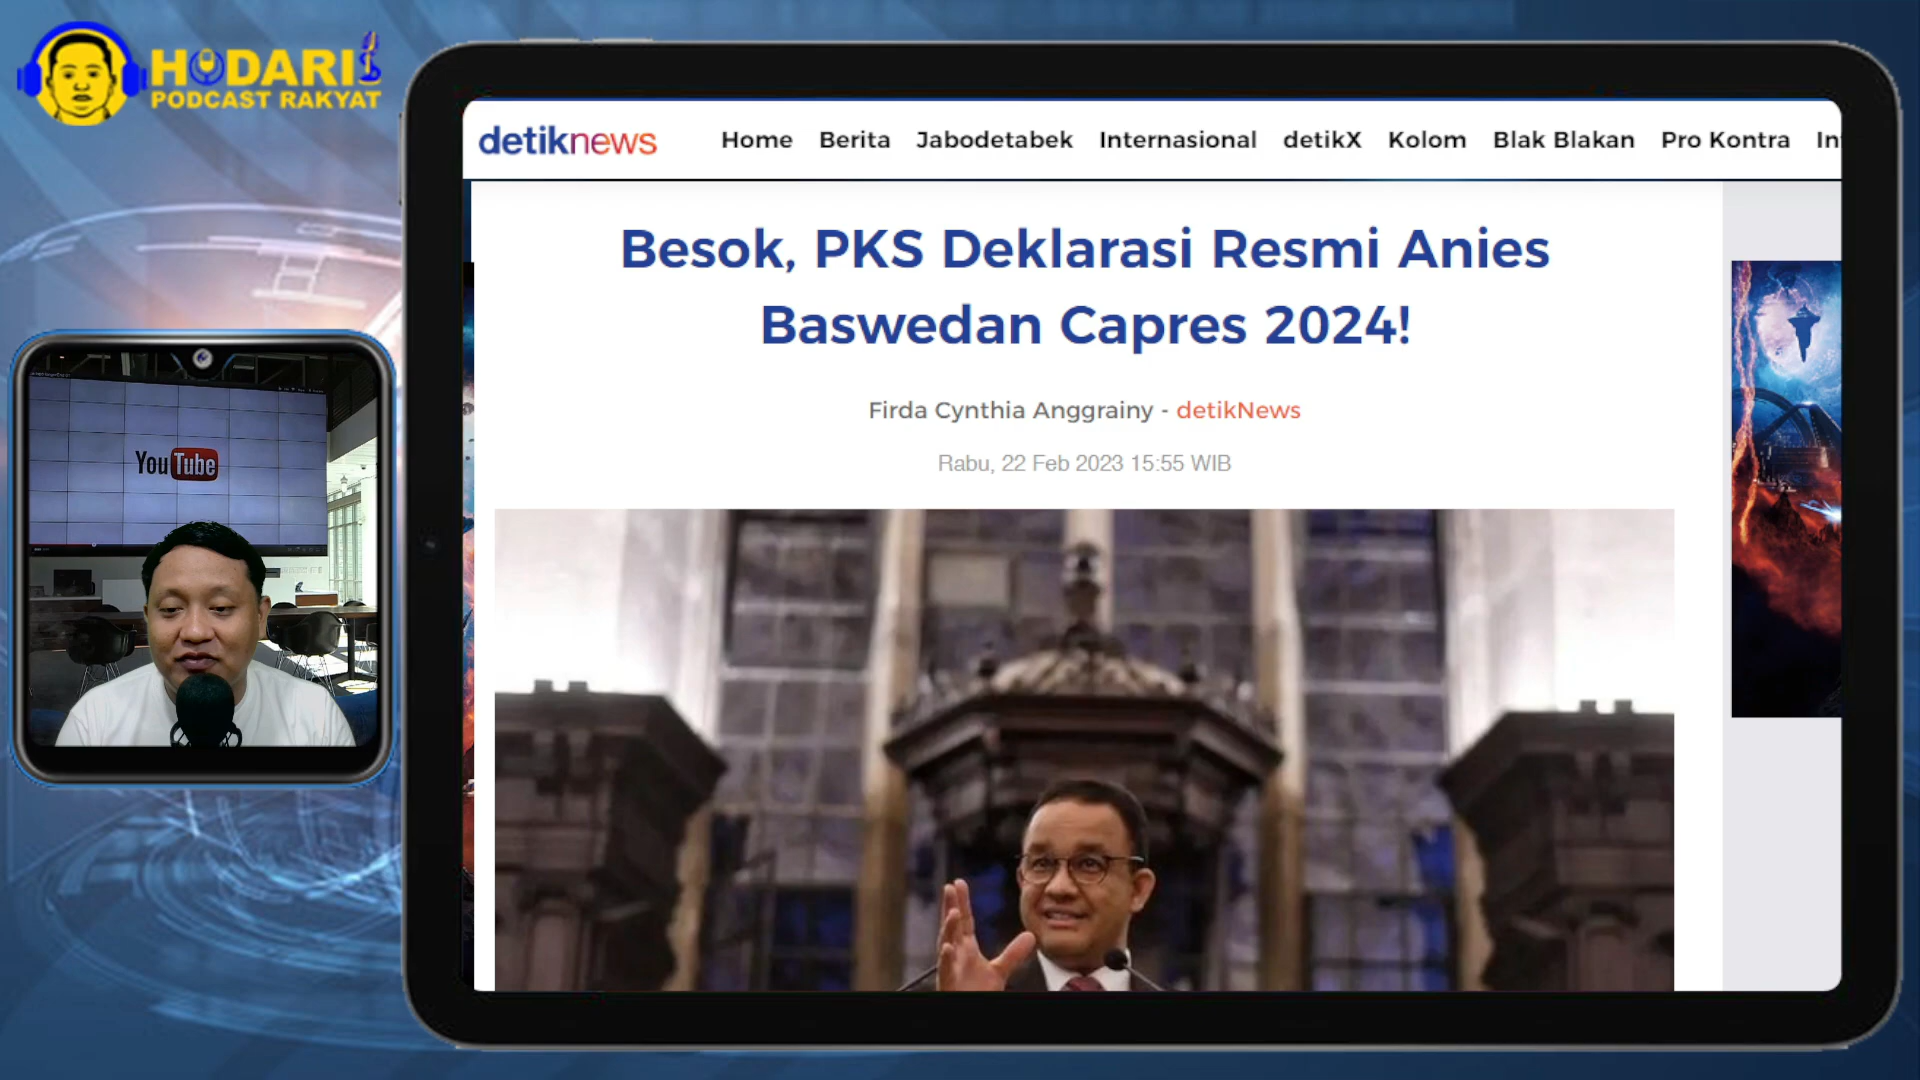 HODARI
PODCAST RAKYAT
detiknews
Home Berita Jabodetabek Internasional detikX Kolom Blak Blakan Pro Kontra In
Besok, PKS Deklarasi Resmi Anies
Baswedan Capres 2024!
Firda Cynthia Anggrainy - detikNews
Rabu, 22 Feb 2023 15:55 WIB
YouTube